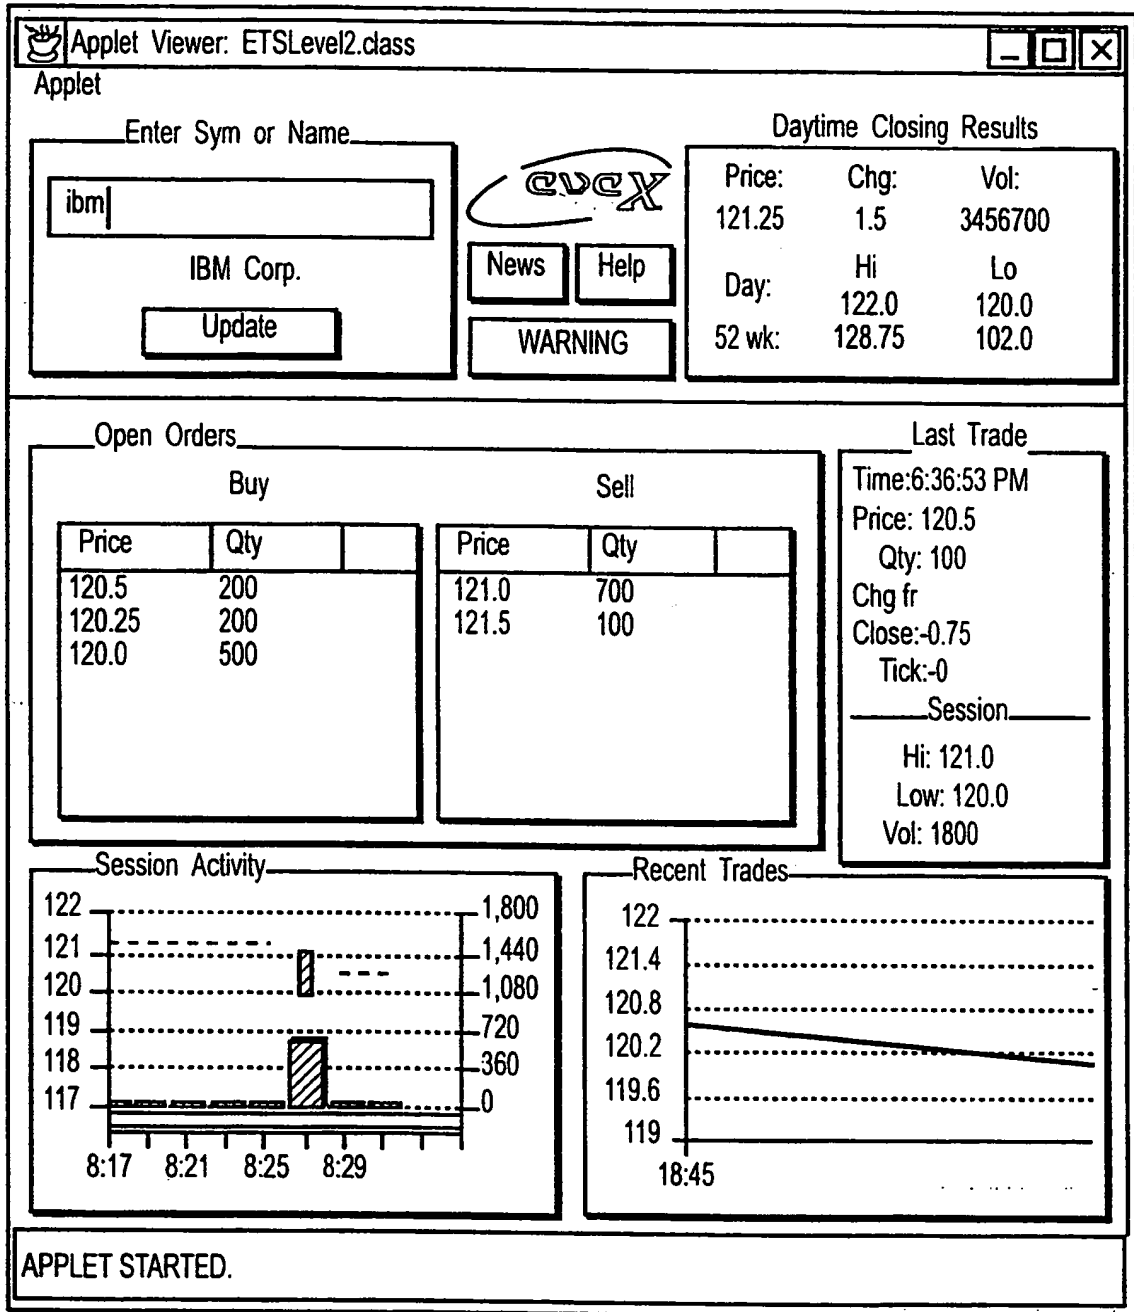 Applet Viewer: ETSLevel2.class
Applet
Enter Sym or Name
ibm
IBM Corp.
Update
eveX
News Help
WARNING
Daytime Closing Results
Price: Chg: Vol:
121.25 1.5 3456700
Hi Lo
Day: 122.0 120.0
52 wk: 128.75 102.0
Open Orders
Buy Sell
Price Qty Price Qty
120.5 200 121.0 700
120.25 200 121.5 100
120.0 500
Last Trade
Time:6:36:53 PM
Price: 120.5
Qty: 100
Chg fr
Close:-0.75
Tick:-0
Session
Hi: 121.0
Low: 120.0
Vol: 1800
Session Activity
122 1,800
121 1,440
120 1,080
119 720
118 360
117 0
8:17 8:21 8:25 8:29
Recent Trades
122
121.4
120.8
120.2
119.6
119
18:45
APPLET STARTED.